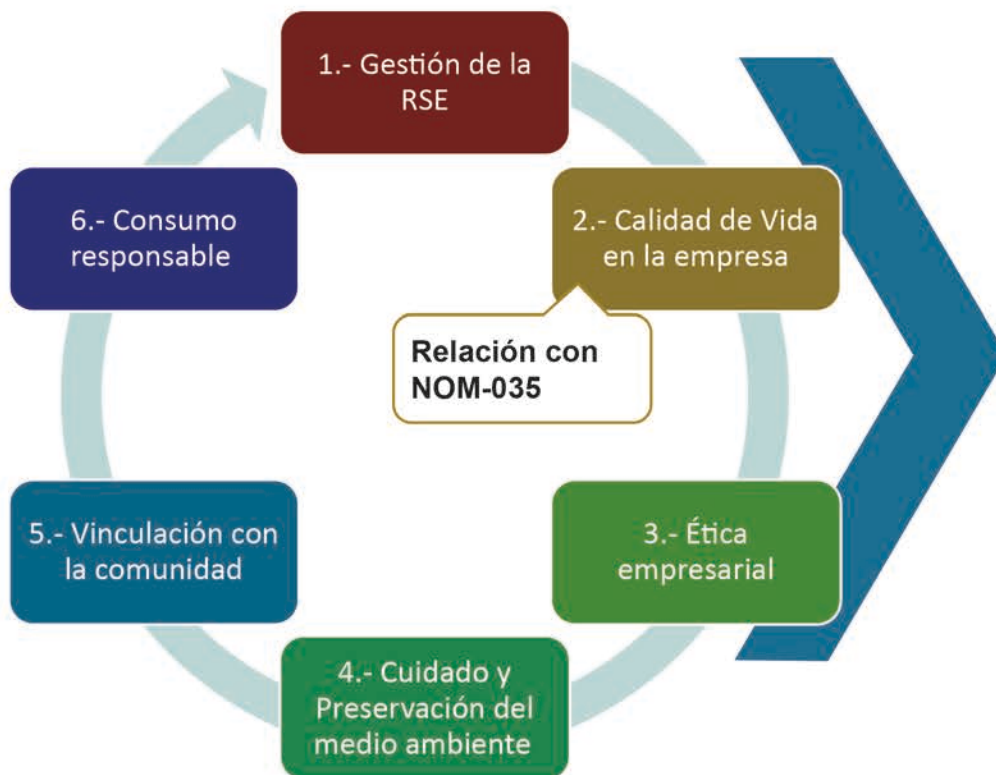 1.- Gestión de la
RSE
2.- Calidad de Vida
en la empresa
Relación con
NOM-035
3.- Ética
empresarial
4.- Cuidado y
Preservación del
medio ambiente
5.- Vinculación con
la comunidad
6.- Consumo
responsable